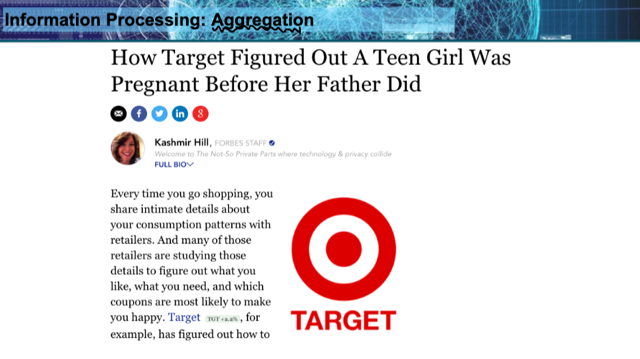 Information Processing: Aggregation
How Target Figured Out A Teen Girl Was
Pregnant Before Her Father Did
Kashmir Hill, FORBES STAFF
Welcome to The Not-So Private Parts where technology & privacy collide
FULL BIO
Every time you go shopping, you
share intimate details about
your consumption patterns with
retailers. And many of those
retailers are studying those
details to figure out what you
like, what you need, and which
coupons are most likely to make
you happy. Target TGT, for
example, has figured out how to
TARGET